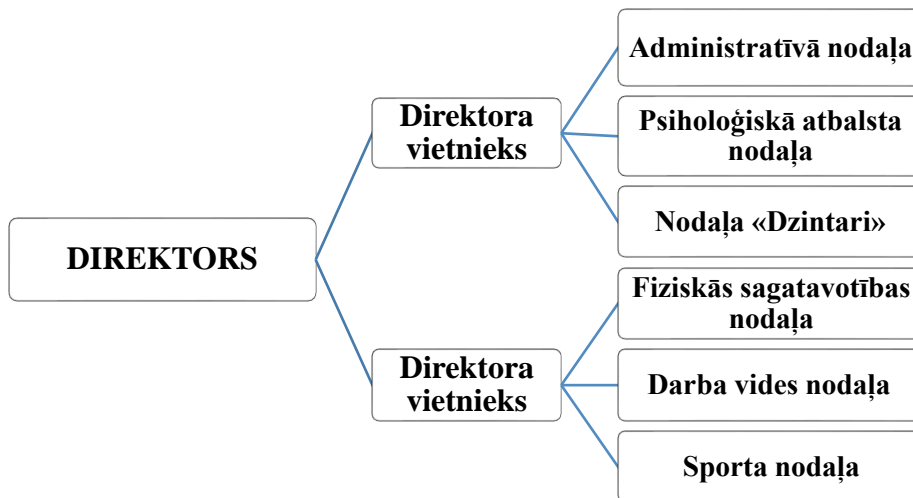 DIREKTORS
Direktora
vietnieks
Administratīvā nodaļa
Psiholoģiskā atbalsta
nodaļa
Nodaļa «Dzintari»
Direktora
vietnieks
Fiziskās sagatavotības
nodaļa
Darba vides nodaļa
Sporta nodaļa